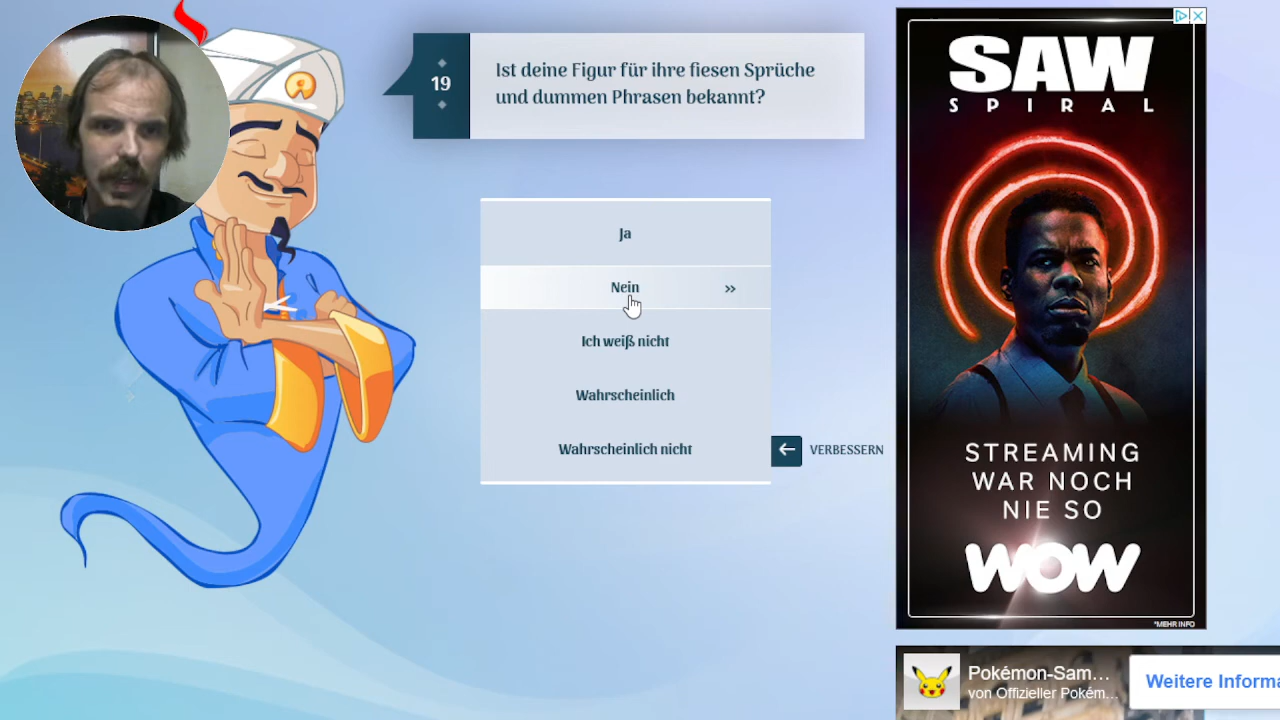 19
Ist deine Figur für ihre fiesen Sprüche
und dummen Phrasen bekannt?
Ja
Nein »
Ich weiß nicht
Wahrscheinlich
Wahrscheinlich nicht
VERBESSERN
SAW
SPIRAL
STREAMING
WAR NOCH
NIE SO
WOW
*MEHR INFO
Pokémon-Sam...
von Offizieller Pokém...
Weitere Informa